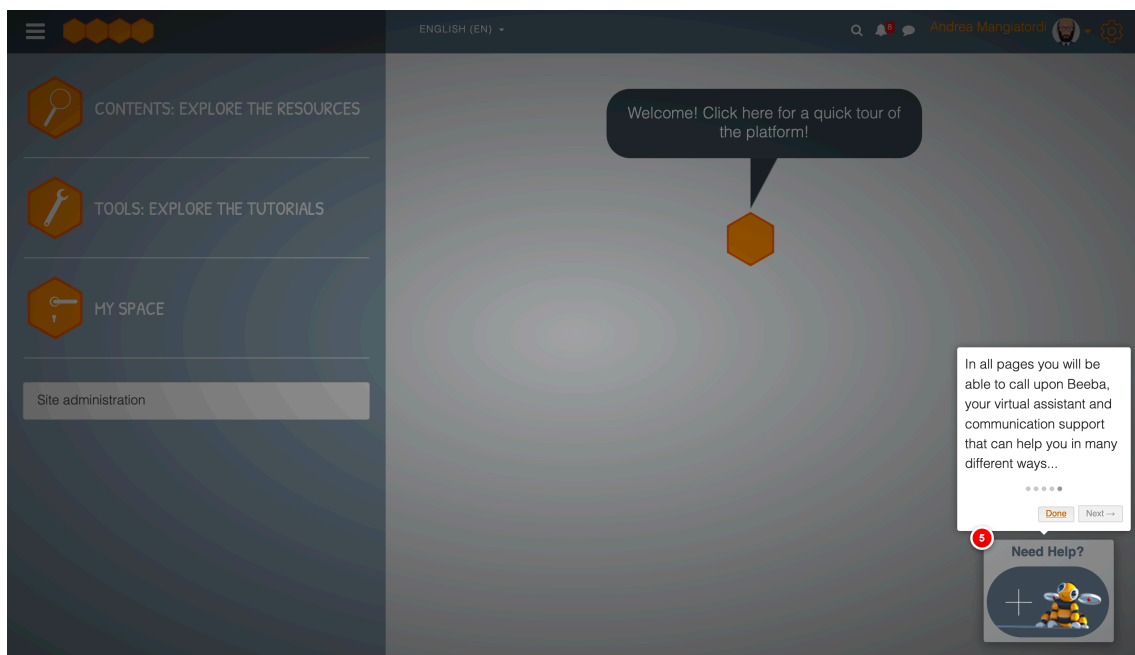 ENGLISH (EN)
8
Andrea Mangiatordi
CONTENTS: EXPLORE THE RESOURCES
TOOLS: EXPLORE THE TUTORIALS
MY SPACE
Site administration
Welcome! Click here for a quick tour of
the platform!
In all pages you will be
able to call upon Beeba,
your virtual assistant and
communication support
that can help you in many
different ways...
Done
Next →
5
Need Help?